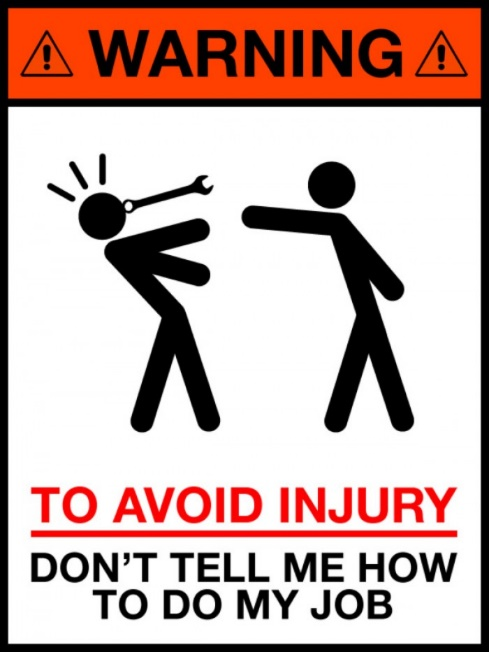 WARNING
TO AVOID INJURY
DON'T TELL ME HOW
TO DO MY JOB